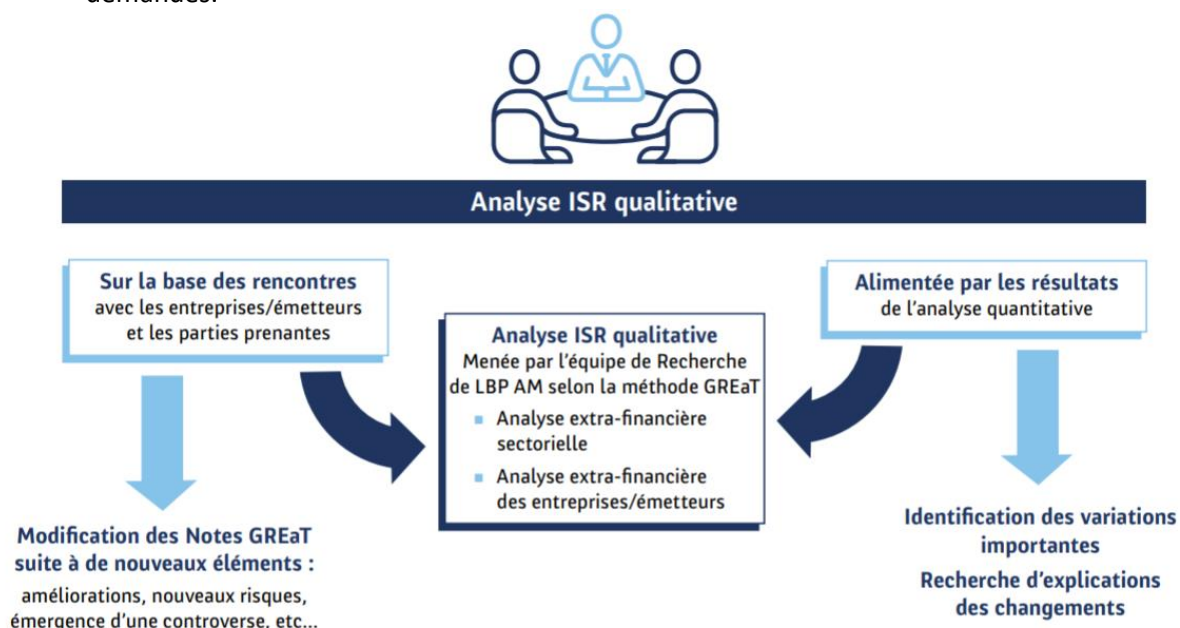 demandes.
Analyse ISR qualitative
Sur la base des rencontres
avec les entreprises/émetteurs
et les parties prenantes
Alimentée par les résultats
de l'analyse quantitative
Analyse ISR qualitative
Menée par l'équipe de Recherche
de LBP AM selon la méthode GREaT
Analyse extra-financière
sectorielle
Analyse extra-financière
des entreprises/émetteurs
Modification des Notes GREaT
suite à de nouveaux éléments :
améliorations, nouveaux risques,
émergence d'une controverse, etc...
Identification des variations
importantes
Recherche d'explications
des changements